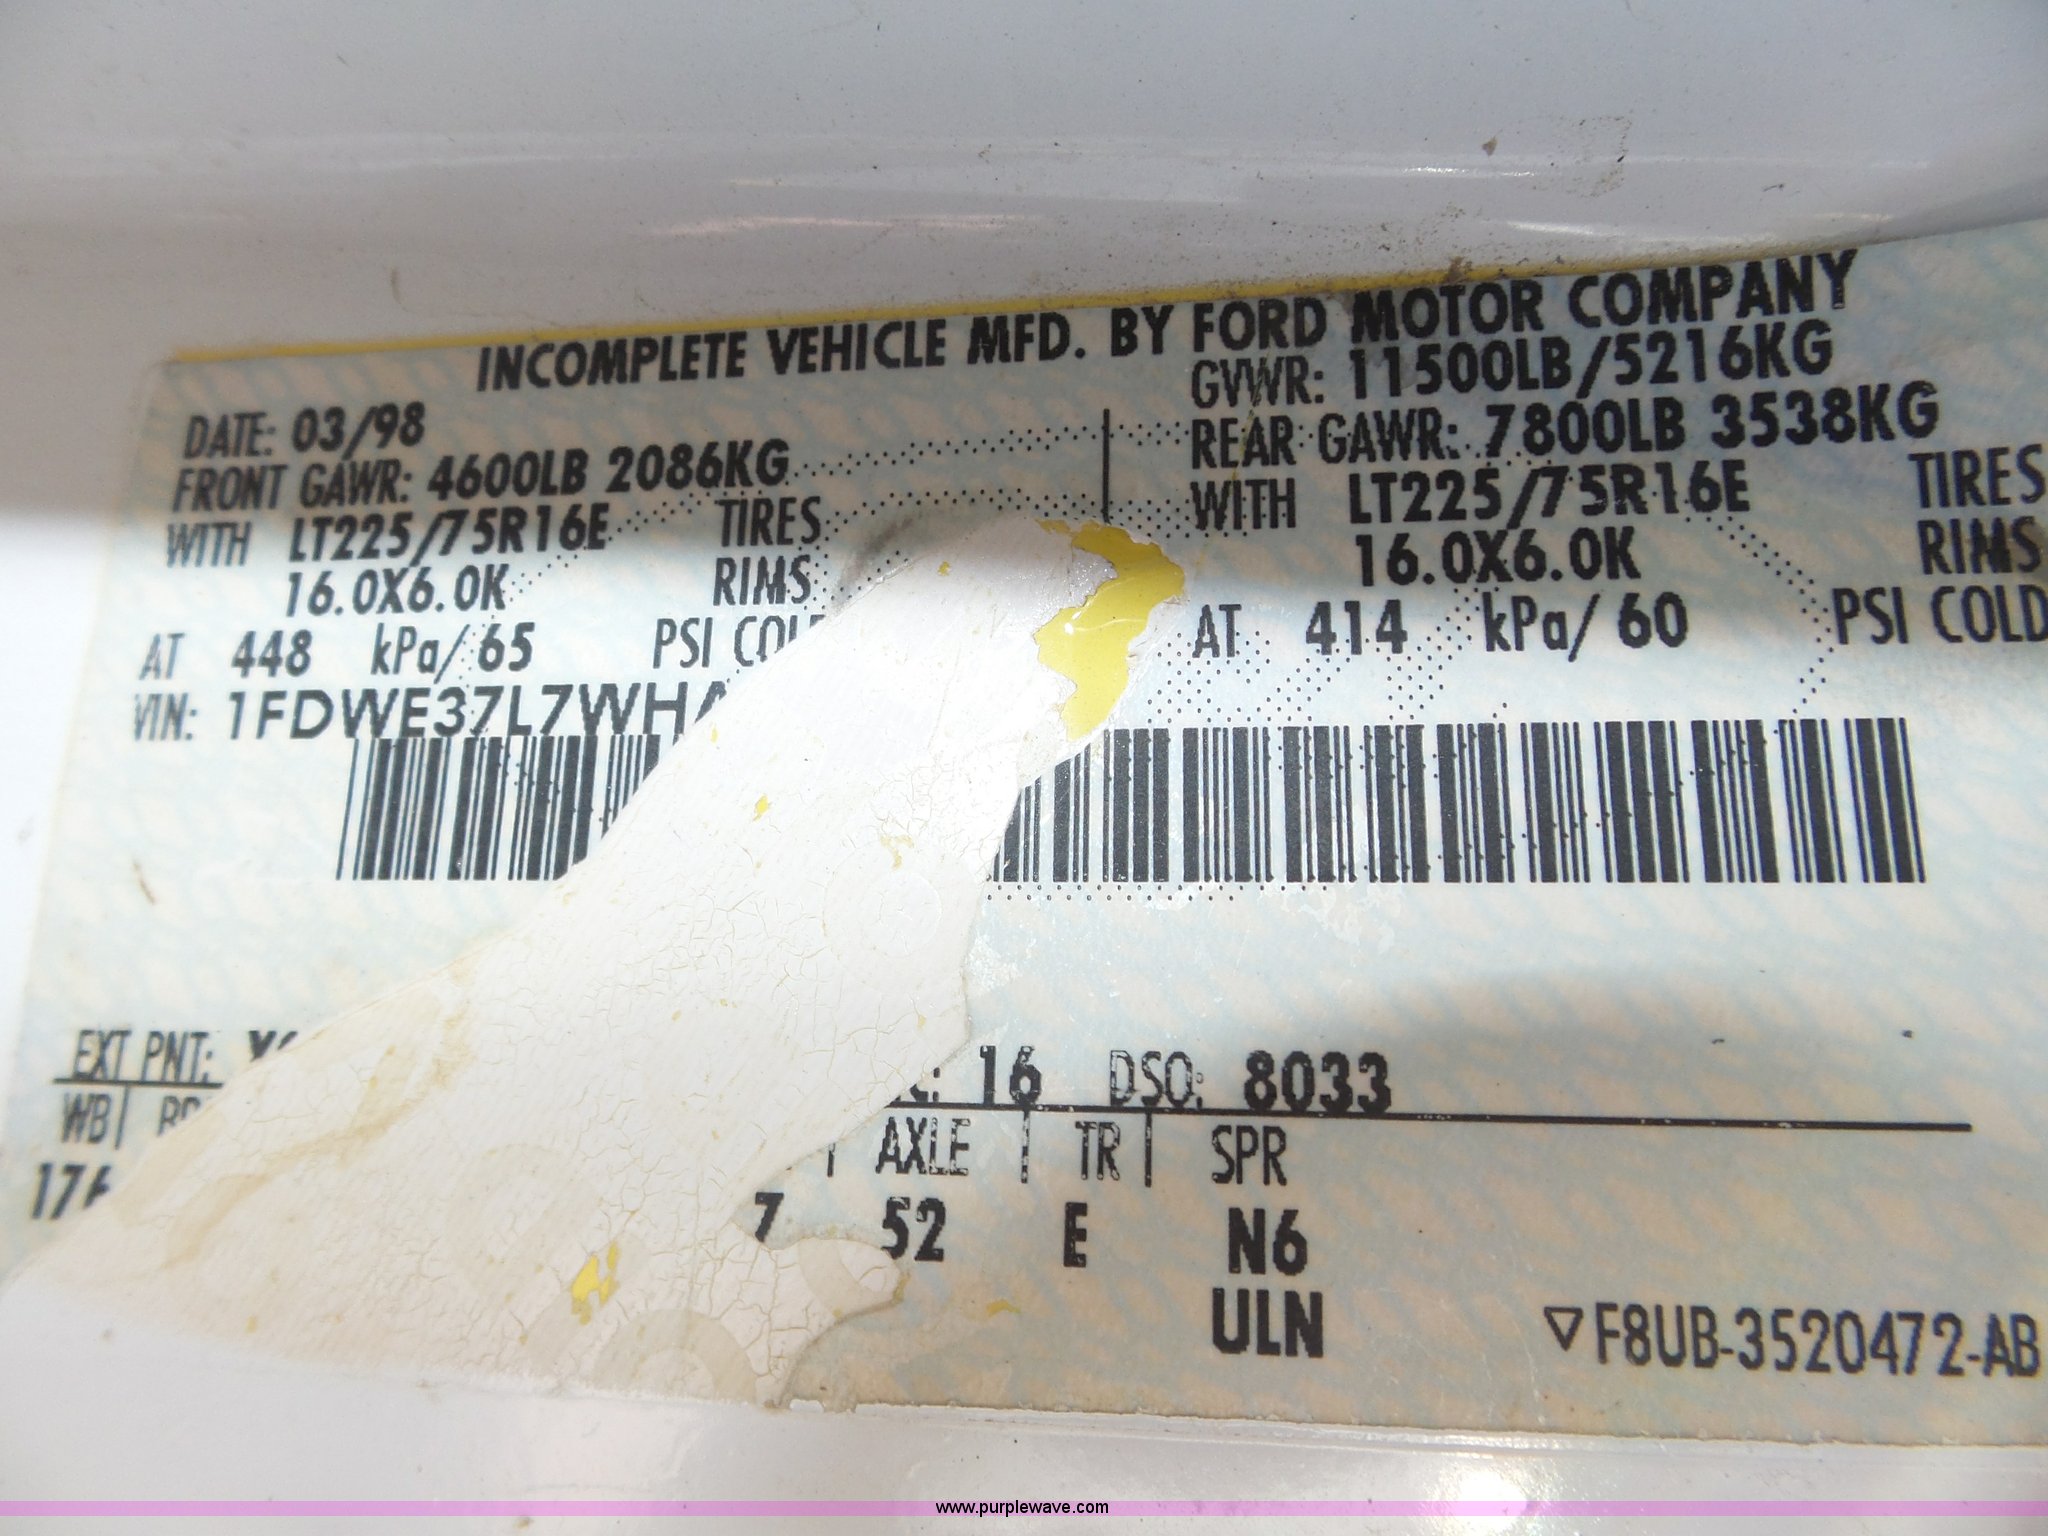 INCOMPLETE VEHICLE MFD. BY FORD MOTOR COMPANY
DATE: 03/98
GVWR: 11500LB/5216KG
FRONT GAWR: 4600LB 2086KG
REAR GAWR: 7800LB 3538KG
WITH LT225/75R16E TIRES
WITH LT225/75R16E TIRES
16.0X6.0K RIMS
16.0X6.0K RIMS
AT 448 kPa/ 65 PSI
AT 414 kPa/ 60 PSI COLD
VIN: 1FDWE37L7WHA
EXT PNT: 16 DSO: 8033
WB AXLE TR SPR
7 52 E N6
ULN
▽F8UB-3520472-AB
www.purplewave.com